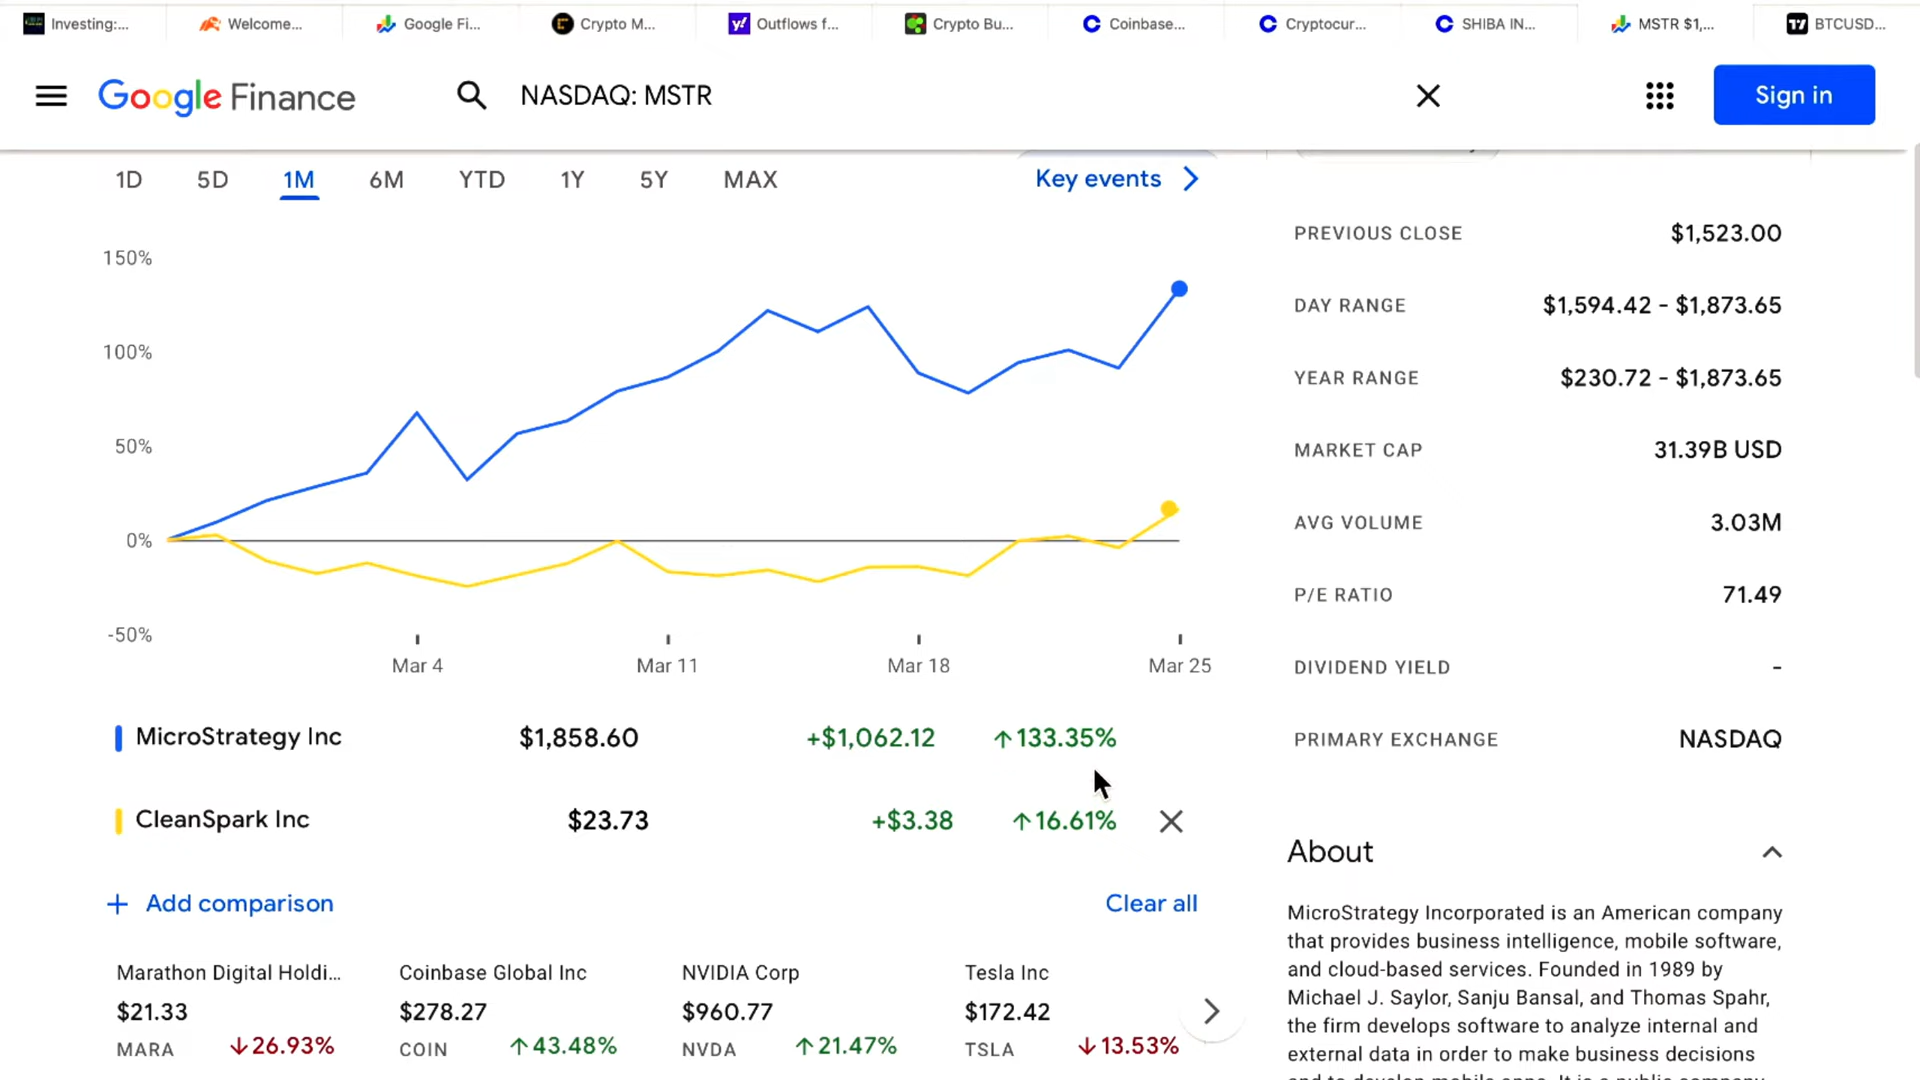 Investing:...
Welcome...
Google Fi...
Crypto M...
Outflows f...
Crypto Bu...
Coinbase...
Cryptocur...
SHIBA IN...
MSTR $1,...
BTCUSD...
Google Finance
NASDAQ: MSTR
Sign in
1D 5D 1M 6M YTD 1Y 5Y MAX
Key events
150%
100%
50%
0%
-50%
Mar 4
Mar 11
Mar 18
Mar 25
MicroStrategy Inc $1,858.60 +$1,062.12 ↑133.35%
CleanSpark Inc $23.73 +$3.38 ↑16.61%
+ Add comparison
Clear all
Marathon Digital Holdi...
$21.33
MARA ↓26.93%
Coinbase Global Inc
$278.27
COIN ↑43.48%
NVIDIA Corp
$960.77
NVDA ↑21.47%
Tesla Inc
$172.42
TSLA ↓13.53%
PREVIOUS CLOSE $1,523.00
DAY RANGE $1,594.42 - $1,873.65
YEAR RANGE $230.72 - $1,873.65
MARKET CAP 31.39B USD
AVG VOLUME 3.03M
P/E RATIO 71.49
DIVIDEND YIELD -
PRIMARY EXCHANGE NASDAQ
About
MicroStrategy Incorporated is an American company
that provides business intelligence, mobile software,
and cloud-based services. Founded in 1989 by
Michael J. Saylor, Sanju Bansal, and Thomas Spahr,
the firm develops software to analyze internal and
external data in order to make business decisions